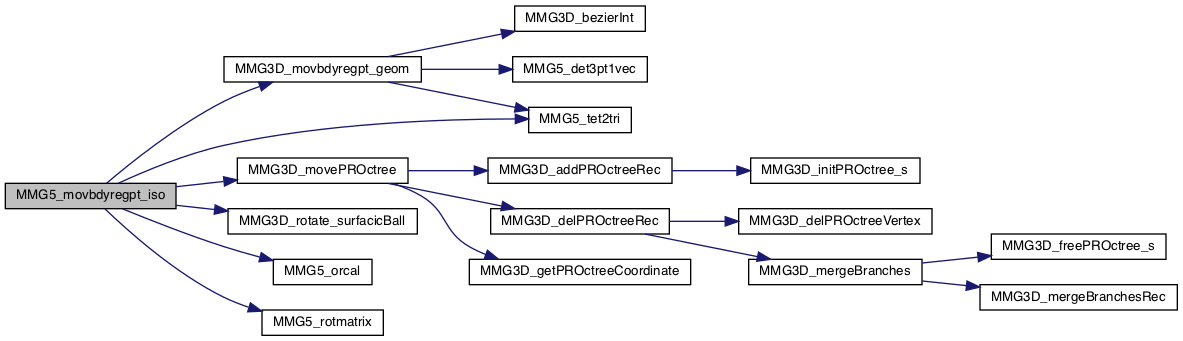 MMG3D_bezierInt
MMG3D_movbdyregpt_geom
MMG5_det3pt1vec
MMG5_tet2tri
MMG3D_movePROctree
MMG3D_addPROctreeRec
MMG3D_initPROctree_s
MMG5_movbdyregpt_iso
MMG3D_rotate_surfacicBall
MMG3D_delPROctreeRec
MMG3D_delPROctreeVertex
MMG3D_freePROctree_s
MMG5_orcal
MMG3D_getPROctreeCoordinate
MMG3D_mergeBranches
MMG3D_mergeBranchesRec
MMG5_rotmatrix